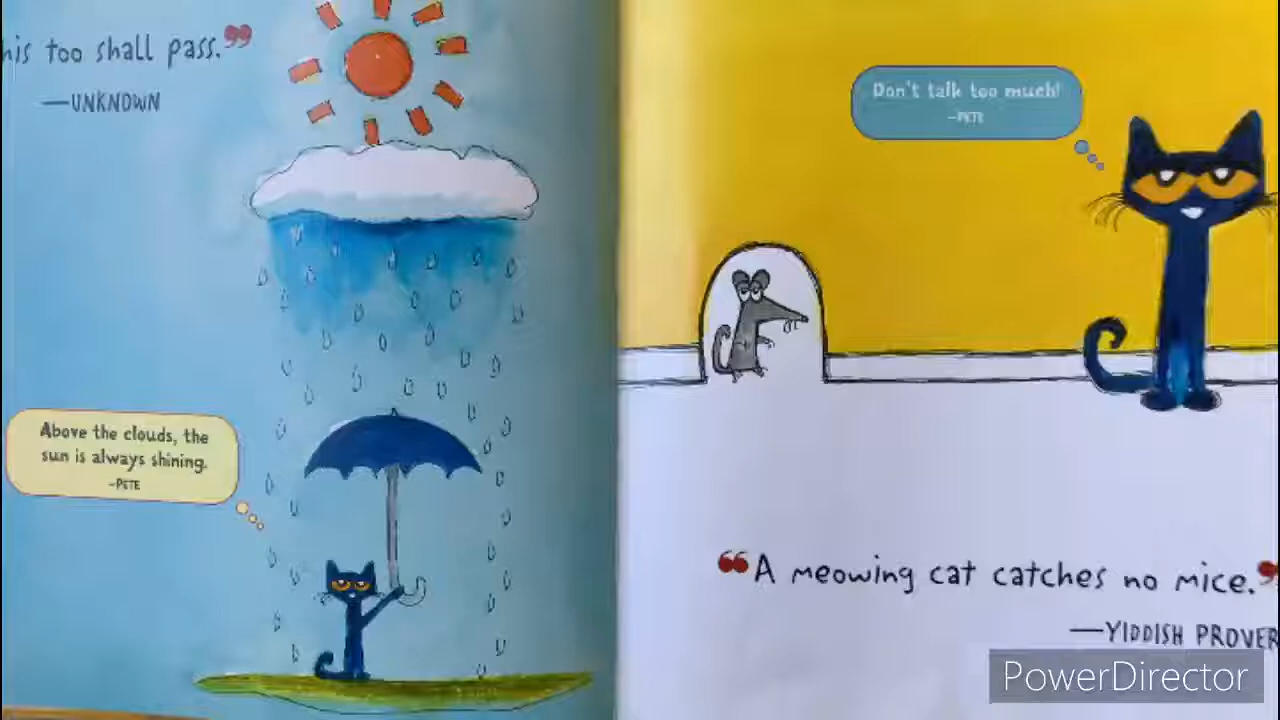 his too shall pass.”
—UNKNOWN
Above the clouds, the
sun is always shining.
-PETE
Don't talk too much!
-PETE
“A meowing cat catches no mice.”
—YIDDISH PROVER
PowerDirector